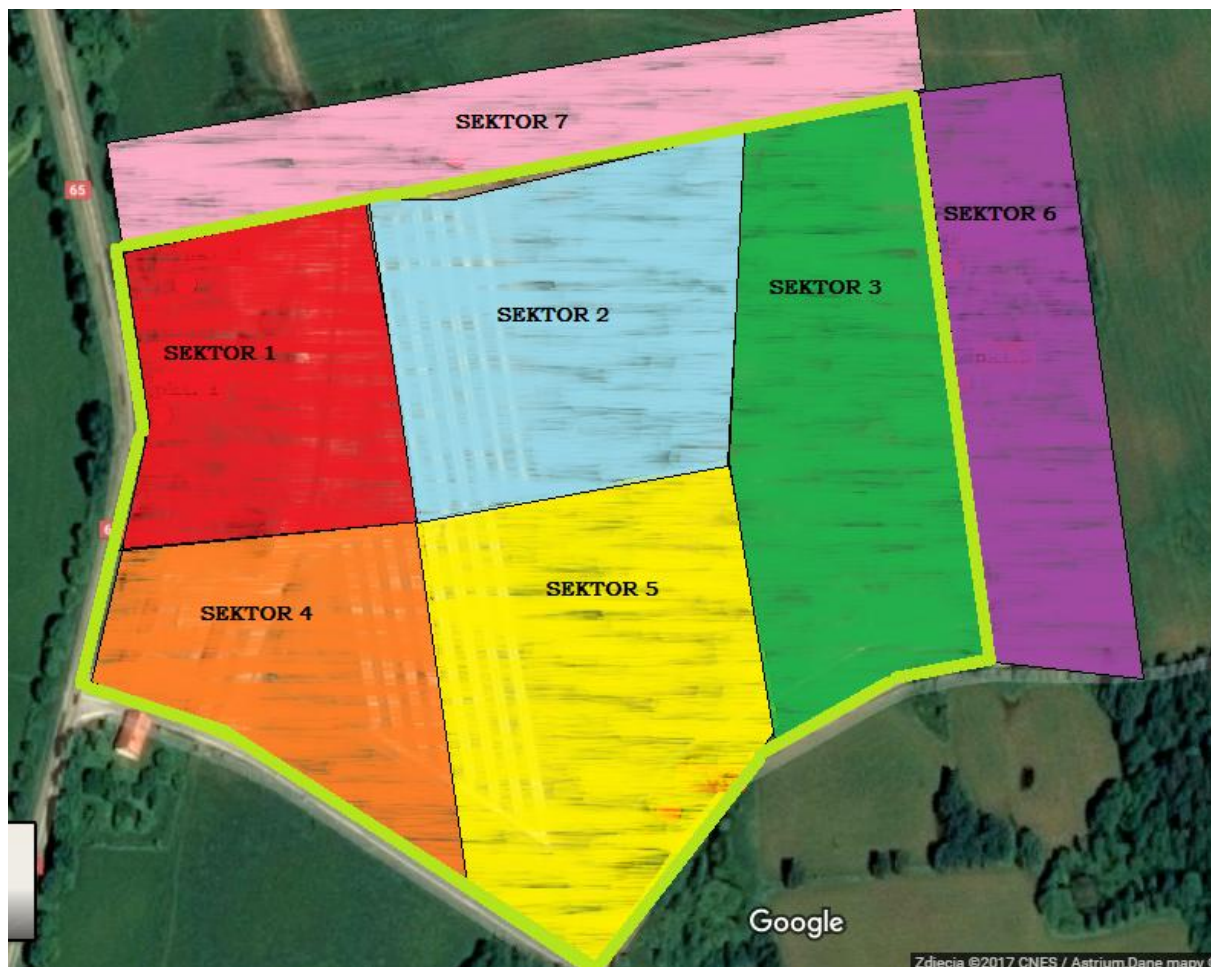 SEKTOR 7
65
SEKTOR 6
SEKTOR 3
SEKTOR 2
SEKTOR 1
SEKTOR 5
SEKTOR 4
Google
Zdjęcia ©2017 CNES / Astrium Dane mapy ©